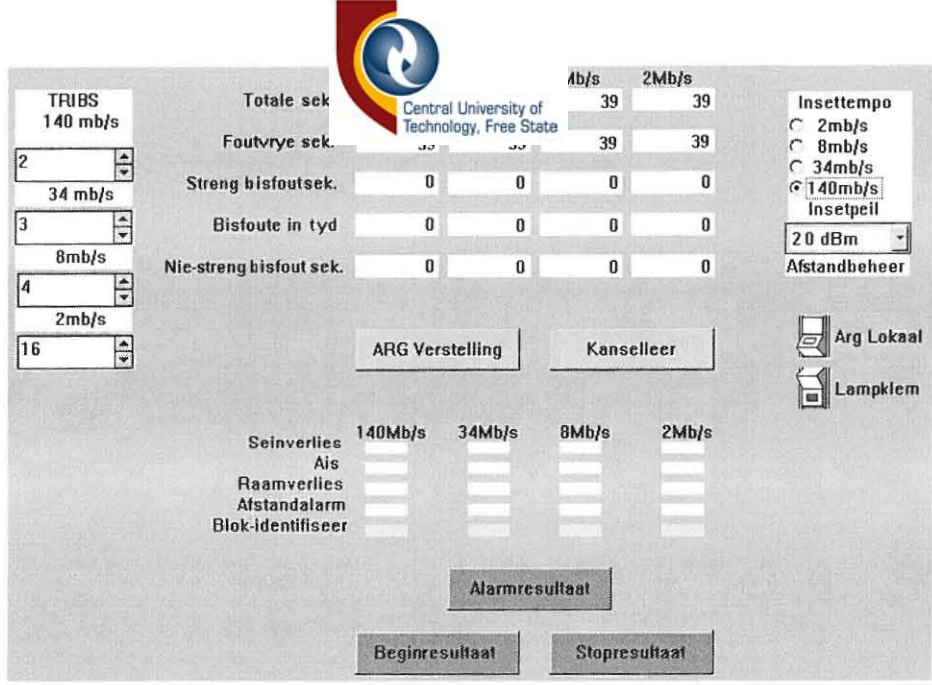 Central University of
Technology, Free State
TRIBS
140 mb/s
2
34 mb/s
3
8mb/s
4
2mb/s
16
Mb/s 2Mb/s
Totale sek 39 39
Foutvrye sek. 39 39 39 39
Streng bisfoutsek. 0 0 0 0
Bisfoute in tyd 0 0 0 0
Nie-streng bisfout sek. 0 0 0 0
ARG Verstelling Kanselleer
Insettempo
2mb/s
8mb/s
34mb/s
140mb/s
Insetpeil
20 dBm
Afstandbeheer
Arg Lokaal
Lampklem
140Mb/s 34Mb/s 8Mb/s 2Mb/s
Seinverlies
Ais
Raamverlies
Afstandalarm
Blok-identifiseer
Alarmresultaat
Beginresultaat Stopresultaat